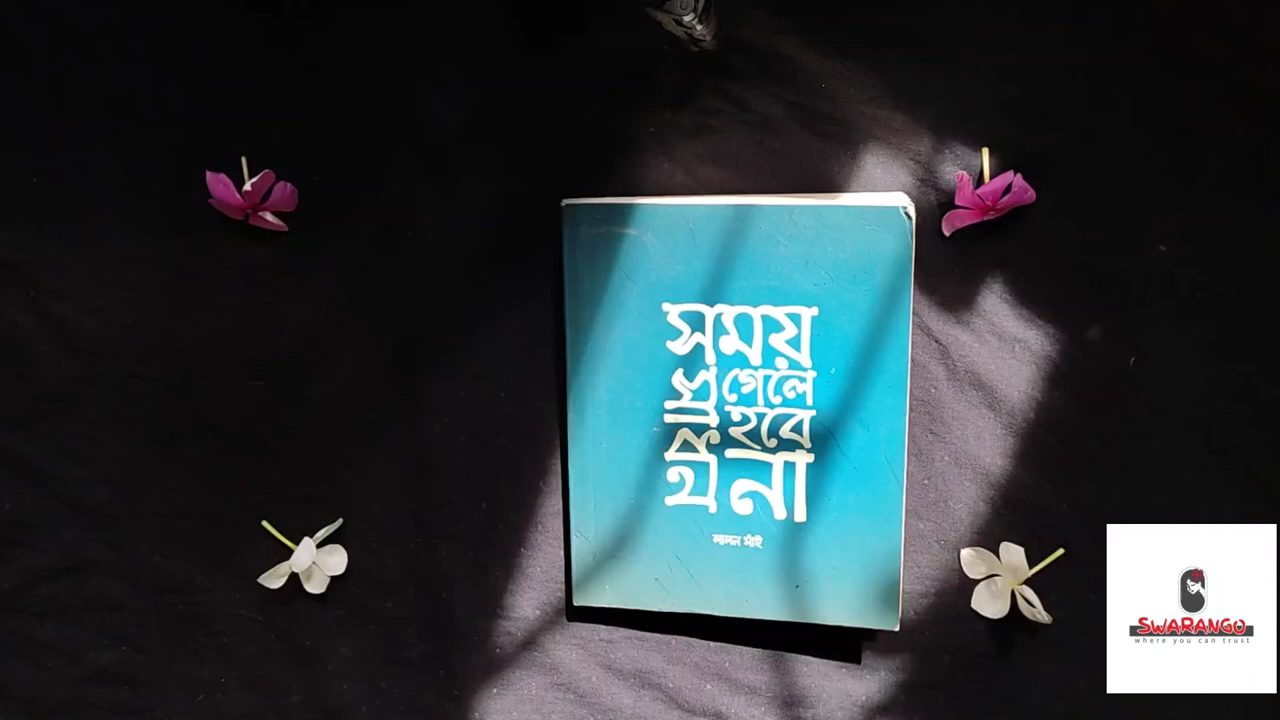 সময়
গেলে
সাধন
হবে
না
লালন সাঁই
SWARANGO
where you can trust